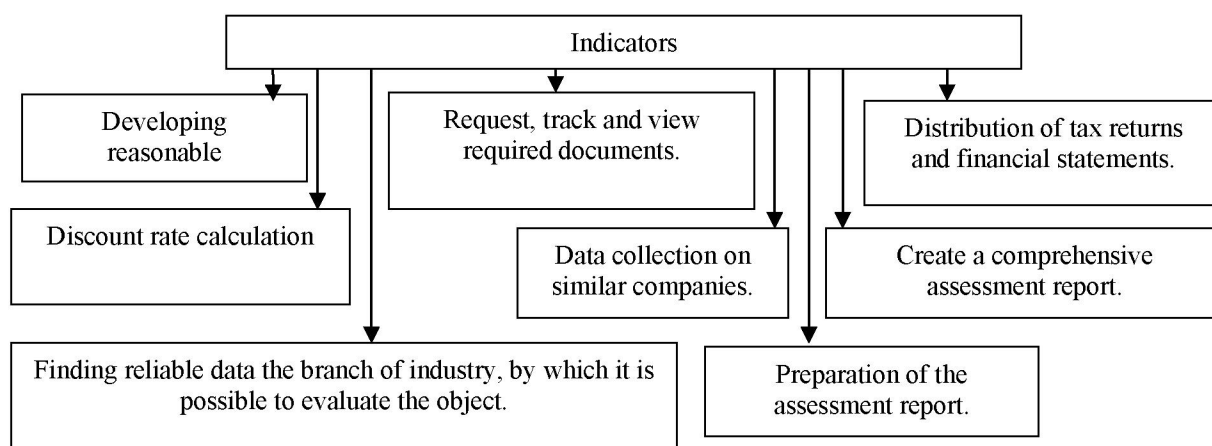 Indicators
Developing
reasonable
Request, track and view
required documents.
Distribution of tax returns
and financial statements.
Discount rate calculation
Data collection on
similar companies.
Create a comprehensive
assessment report.
Finding reliable data the branch of industry, by which it is
possible to evaluate the object.
Preparation of the
assessment report.